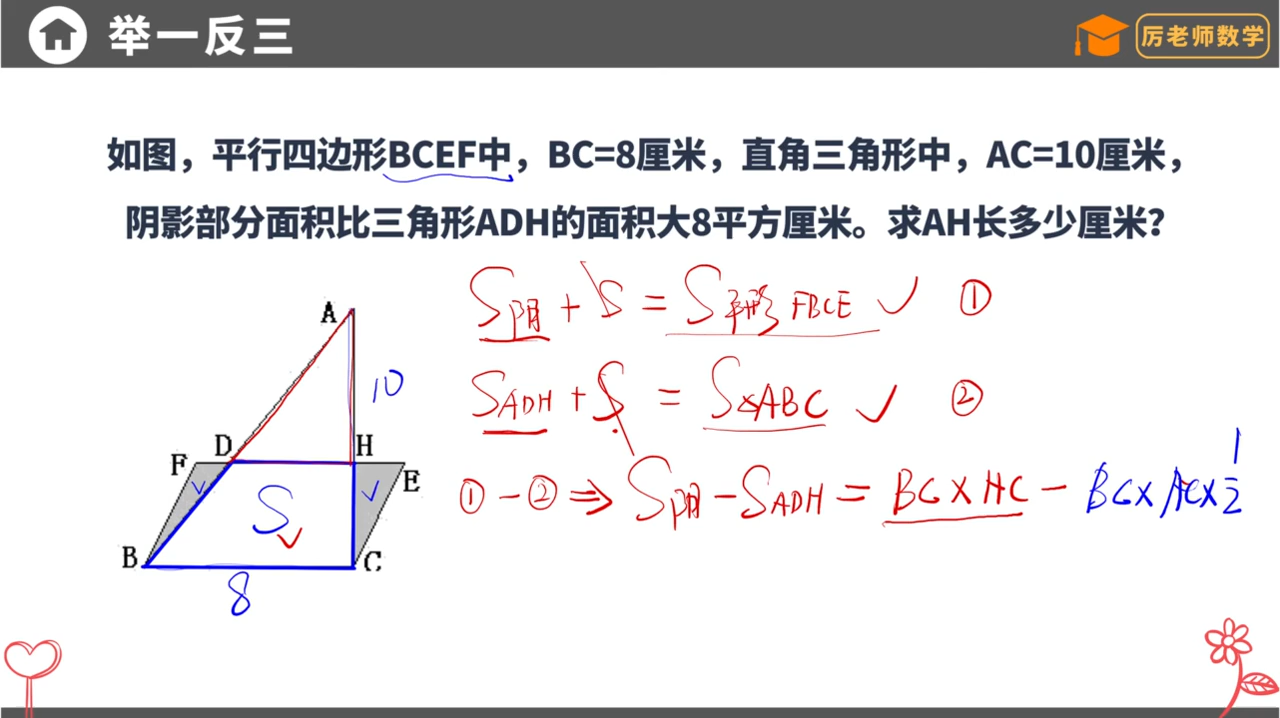 举一反三
厉老师数学
如图，平行四边形BCEF中，BC=8厘米，直角三角形中，AC=10厘米，
阴影部分面积比三角形ADH的面积大8平方厘米。求AH长多少厘米？
S阴 + S = S平形 FBCE ✓ ①
S ADH + S = S△ABC ✓ ②
① - ② ⇒ S阴 - S ADH = BC × HC - BC × AC × 1/2
A
10
D
H
F
E
S
B
C
8